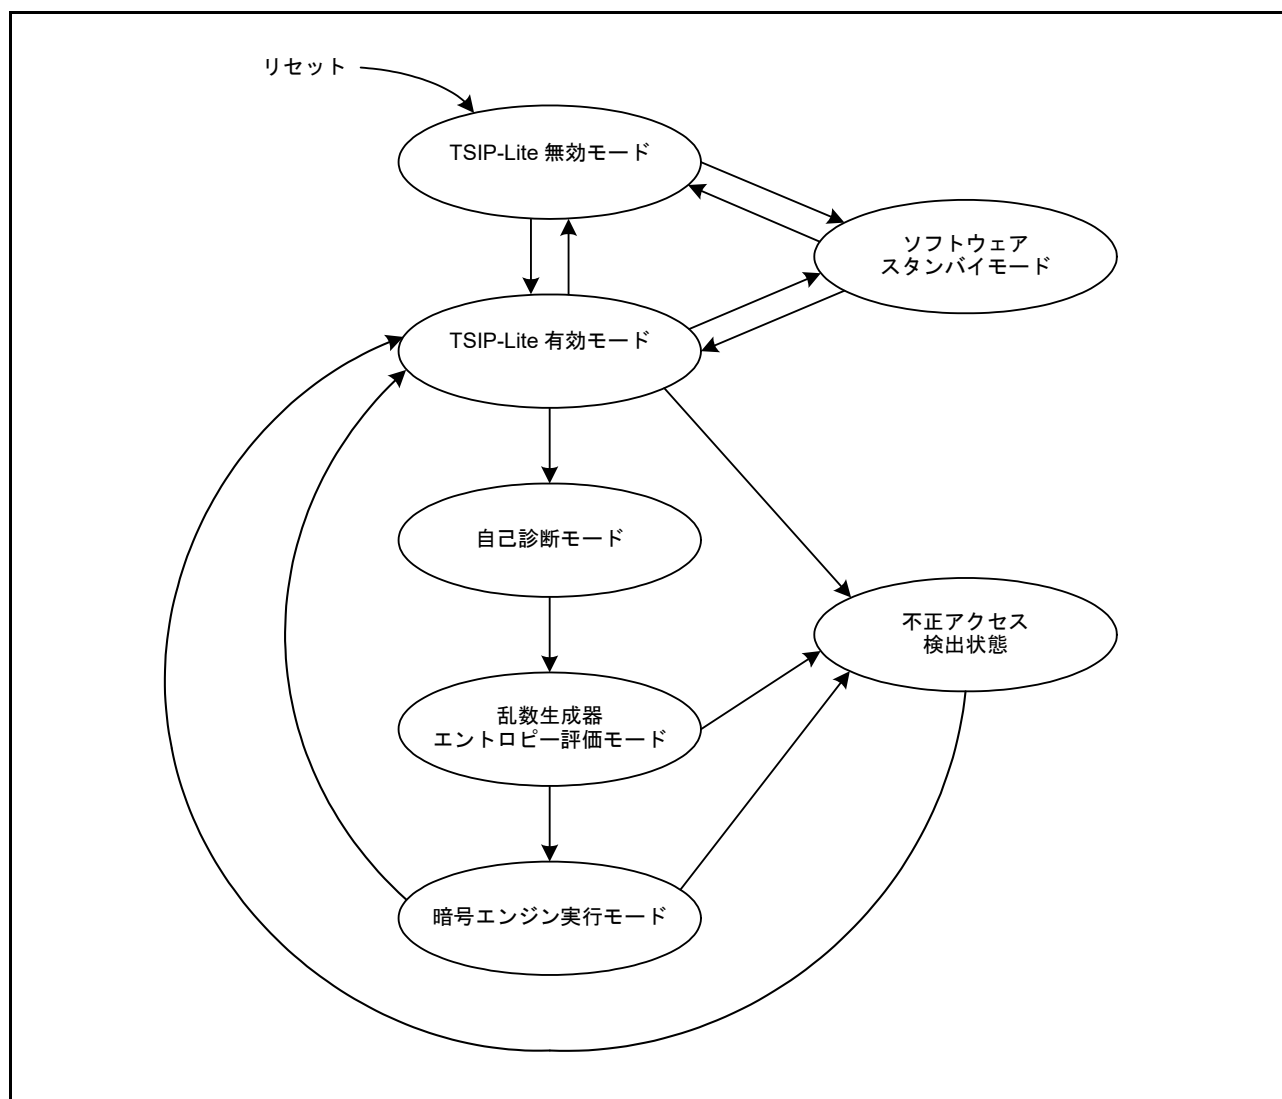 リセット
TSIP-Lite 無効モード
ソフトウェア
スタンバイモード
TSIP-Lite 有効モード
自己診断モード
不正アクセス
検出状態
乱数生成器
エントロピー評価モード
暗号エンジン実行モード